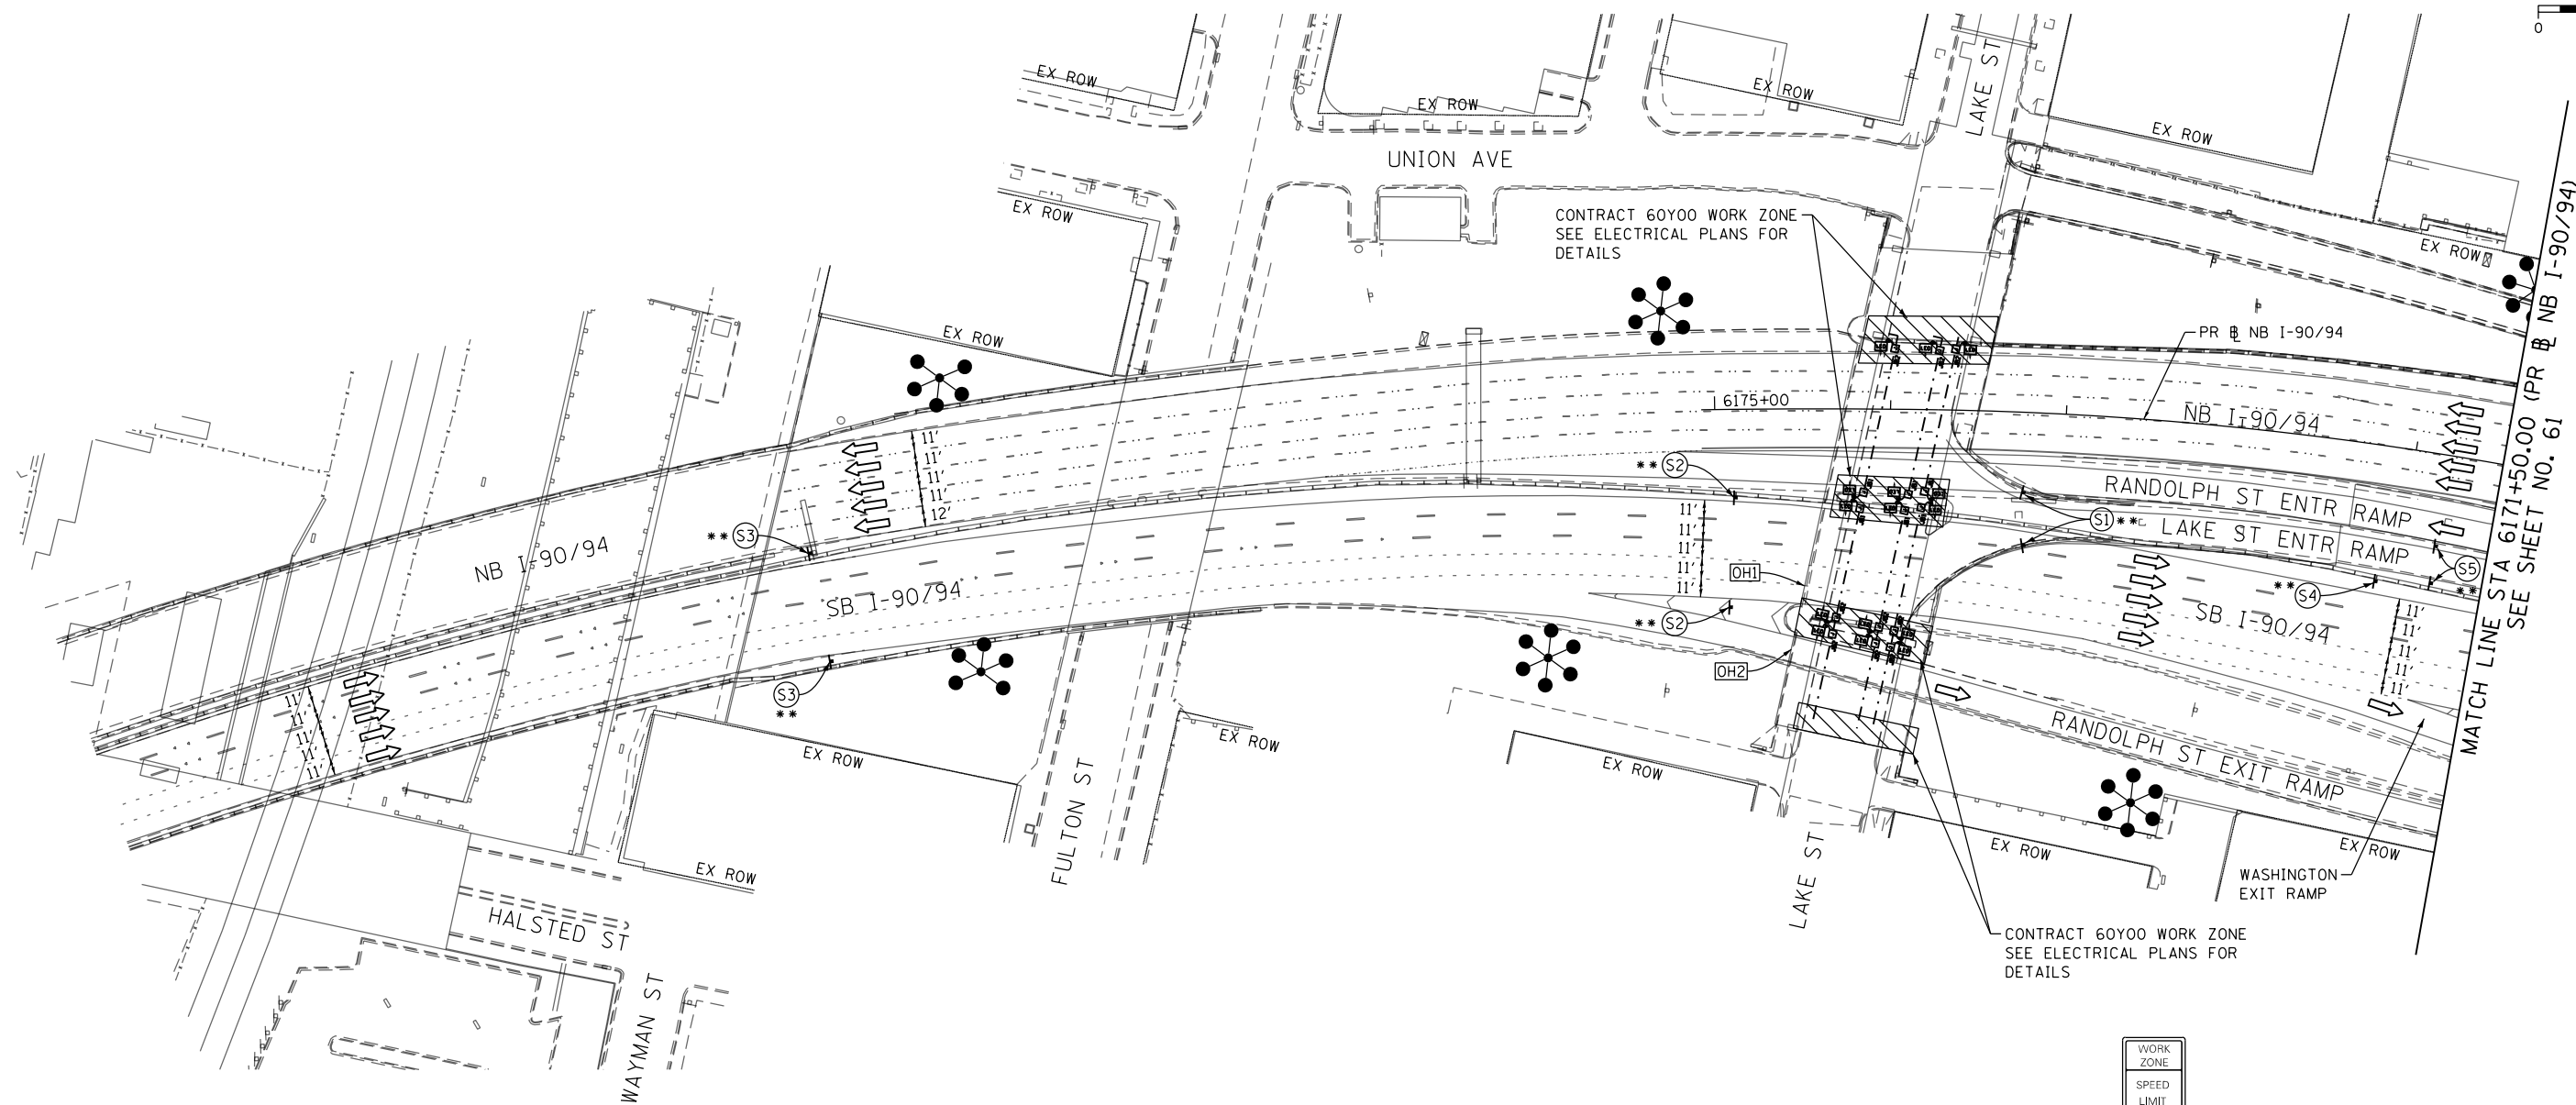 0
EX ROW
EX ROW
EX ROW
LAKE ST
EX ROW
UNION AVE
EX ROW
CONTRACT 60Y00 WORK ZONE
SEE ELECTRICAL PLANS FOR
DETAILS
EX ROW
EX ROW
PR B NB I-90/94
6175+00
NB I-90/94
11'
11'
11'
11'
12'
** S2
** S3
NB I-90/94
SB I-90/94
11'
11'
11'
11'
11'
RANDOLPH ST ENTR RAMP
S1 **
LAKE ST ENTR RAMP
S5
**
** S4
OH1
** S2
OH2
SB I-90/94
11'
11'
11'
11'
11'
S3
**
11'
11'
11'
11'
11'
EX ROW
EX ROW
EX ROW
EX ROW
RANDOLPH ST EXIT RAMP
FULTON ST
LAKE ST
EX ROW
EX ROW
WASHINGTON
EXIT RAMP
HALSTED ST
WAYMAN ST
CONTRACT 60Y00 WORK ZONE
SEE ELECTRICAL PLANS FOR
DETAILS
MATCH LINE STA 6171+50.00 (PR B NB I-90/94)
SEE SHEET NO. 61
WORK
ZONE
SPEED
LIMIT